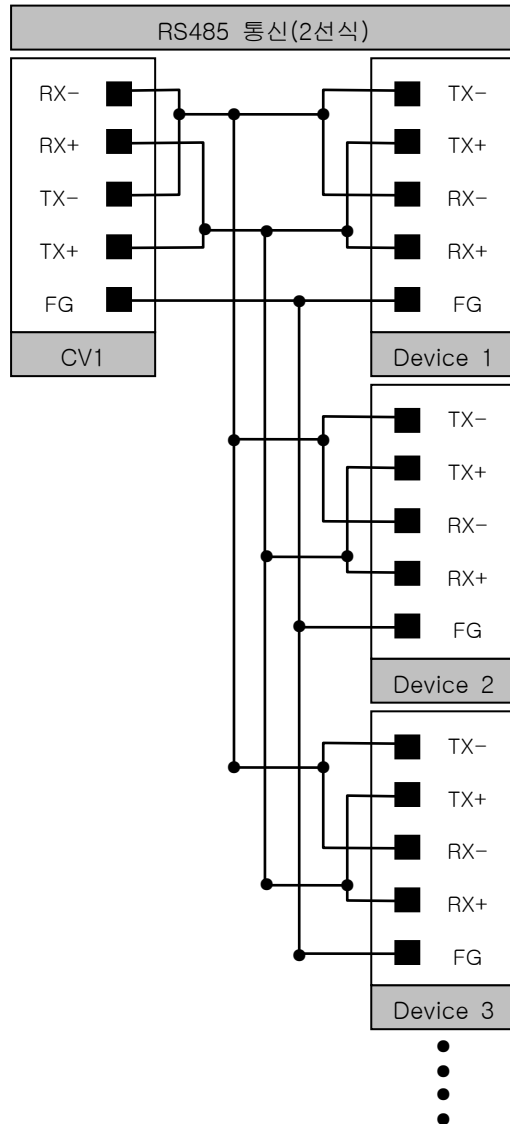 RS485 통신(2선식)
RX-
RX+
TX-
TX+
FG
CV1
TX-
TX+
RX-
RX+
FG
Device 1
TX-
TX+
RX-
RX+
FG
Device 2
TX-
TX+
RX-
RX+
FG
Device 3